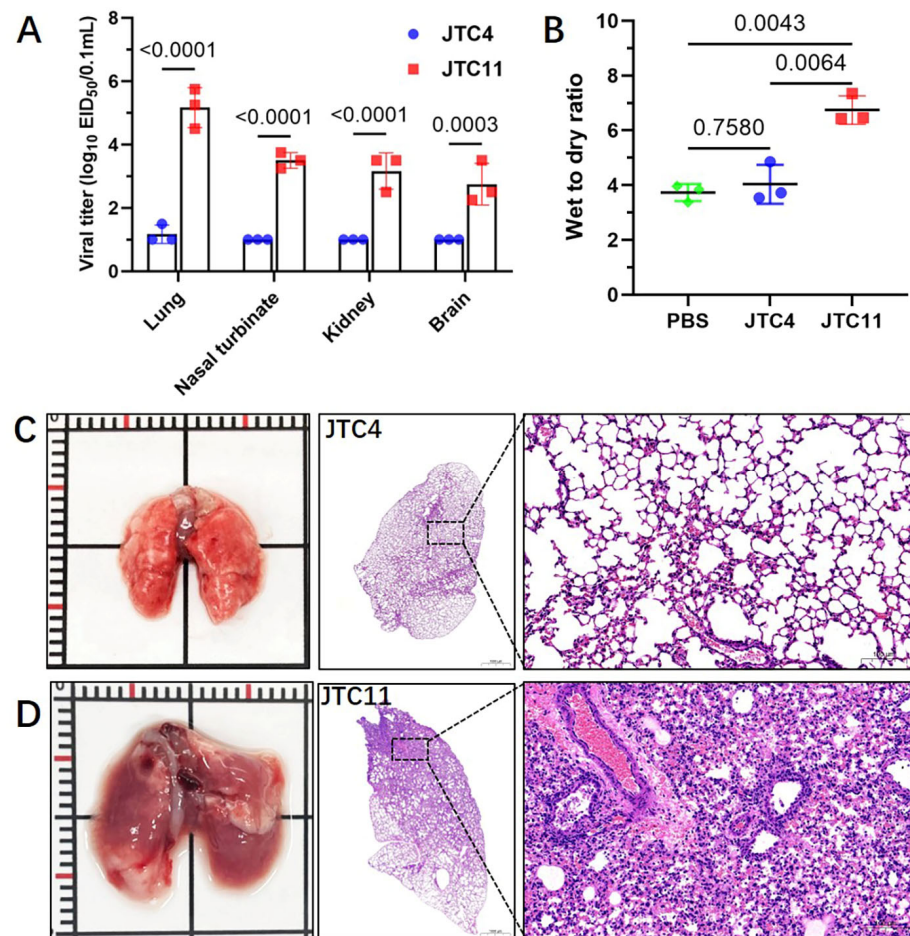 A
Viral titer (log₁₀ EID₅₀/0.1mL)
8
6
4
2
0
<0.0001
<0.0001
<0.0001
0.0003
JTC4
JTC11
Lung
Nasal turbinate
Kidney
Brain
B
Wet to dry ratio
10
8
6
4
2
0
0.0043
0.0064
0.7580
PBS
JTC4
JTC11
C
JTC4
D
JTC11